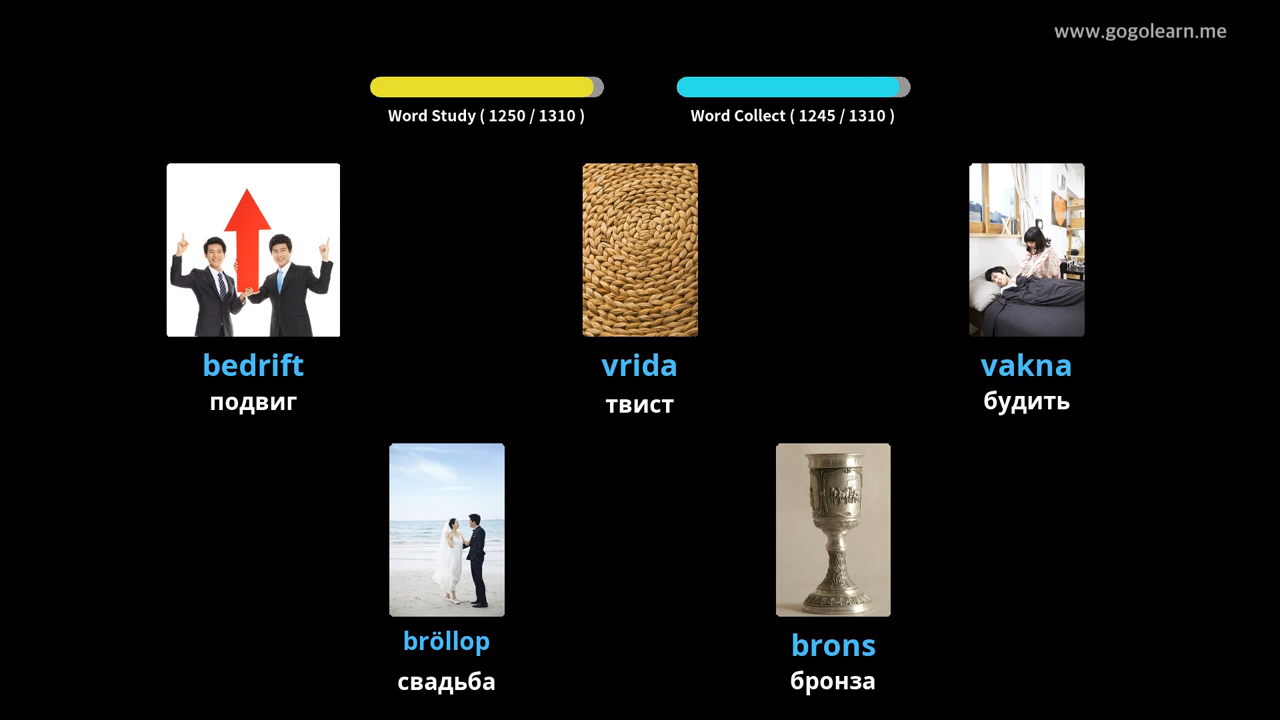 www.gogolearn.me
Word Study ( 1250 / 1310 )
Word Collect ( 1245 / 1310 )
bedrift
подвиг
vrida
твист
vakna
будить
bröllop
свадьба
brons
бронза